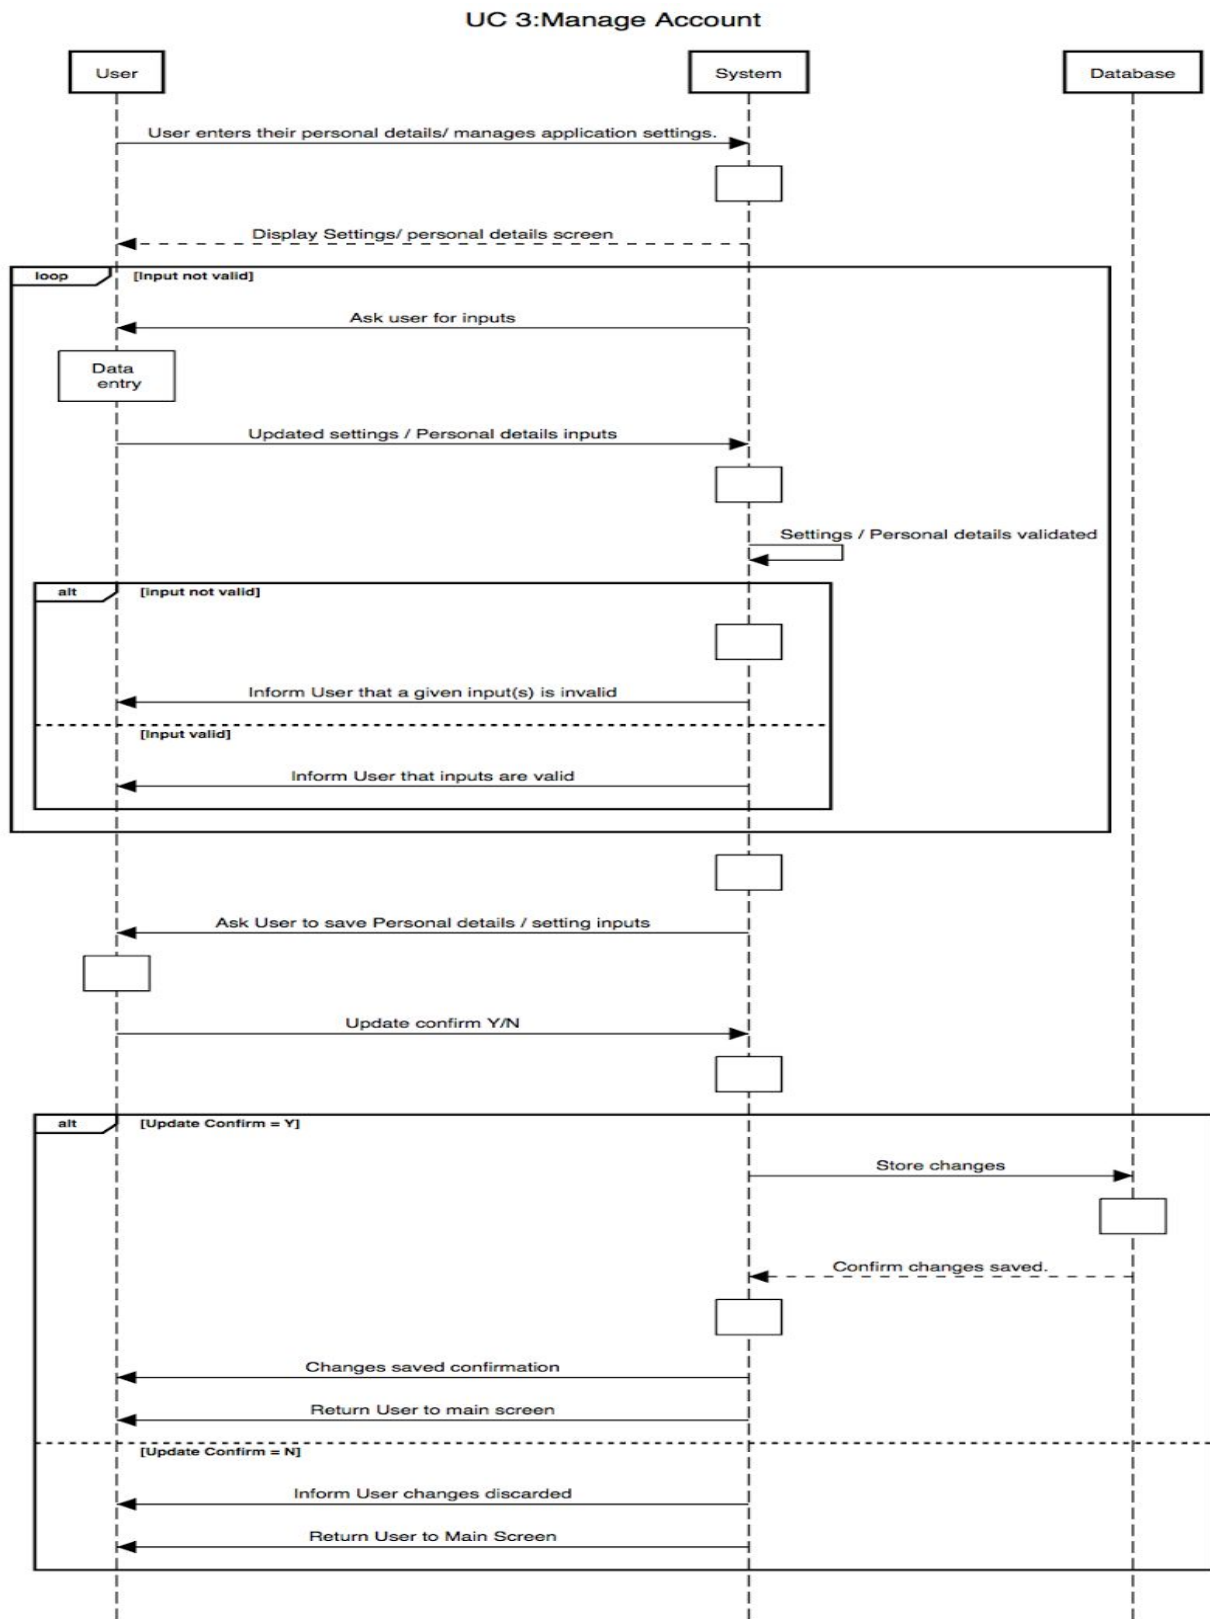 UC 3:Manage Account
User
System
Database
User enters their personal details/ manages application settings.
Display Settings/ personal details screen
loop
[Input not valid]
Ask user for inputs
Data
entry
Updated settings / Personal details inputs
Settings / Personal details validated
alt
[input not valid]
Inform User that a given input(s) is invalid
[Input valid]
Inform User that inputs are valid
Ask User to save Personal details / setting inputs
Update confirm Y/N
alt
[Update Confirm = Y]
Store changes
Confirm changes saved.
Changes saved confirmation
Return User to main screen
[Update Confirm = N]
Inform User changes discarded
Return User to Main Screen